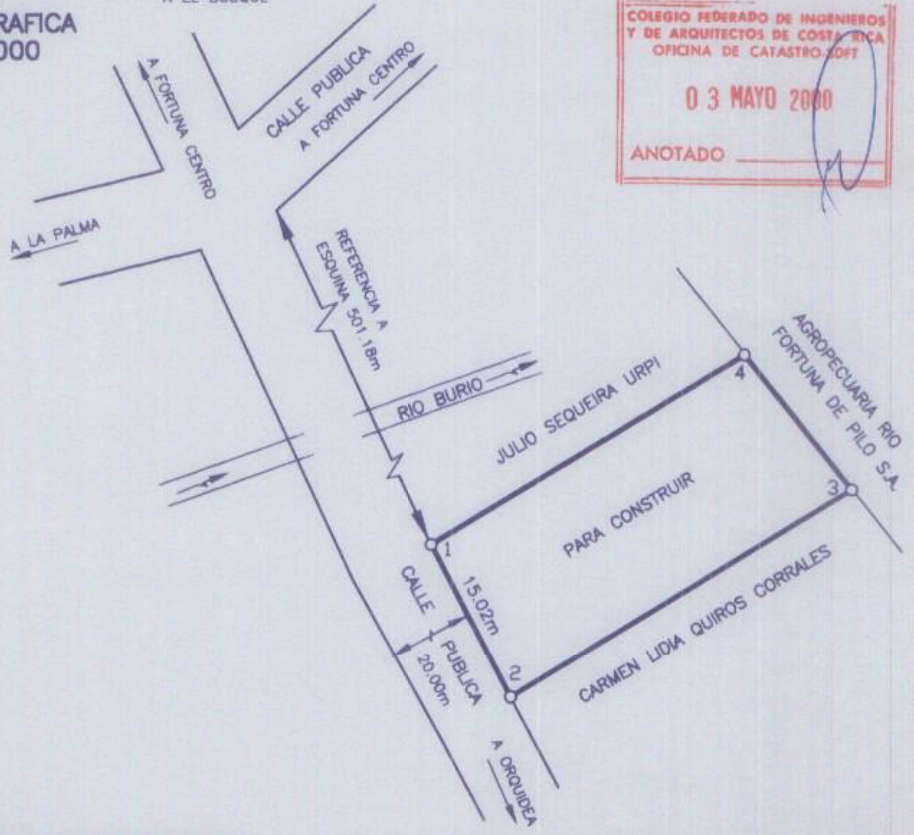 RAFICA
000
COLEGIO FEDERADO DE INGENIEROS
Y DE ARQUITECTOS DE COSTA RICA
OFICINA DE CATASTRO-SOFT
03 MAYO 2000
ANOTADO
A FORTUNA CENTRO
CALLE PUBLICA
A FORTUNA CENTRO
A LA PALMA
REFERENCIA A
ESQUINA 501.18m
RIO BURIO
JULIO SEQUEIRA URPI
AGROPECUARIA RIO
FORTUNA DE PILO S.A.
4
3
PARA CONSTRUIR
1
15.02m
CALLE PUBLICA
20.00m
2
CARMEN LIDIA QUIROS CORRALES
A ORQUIDEA